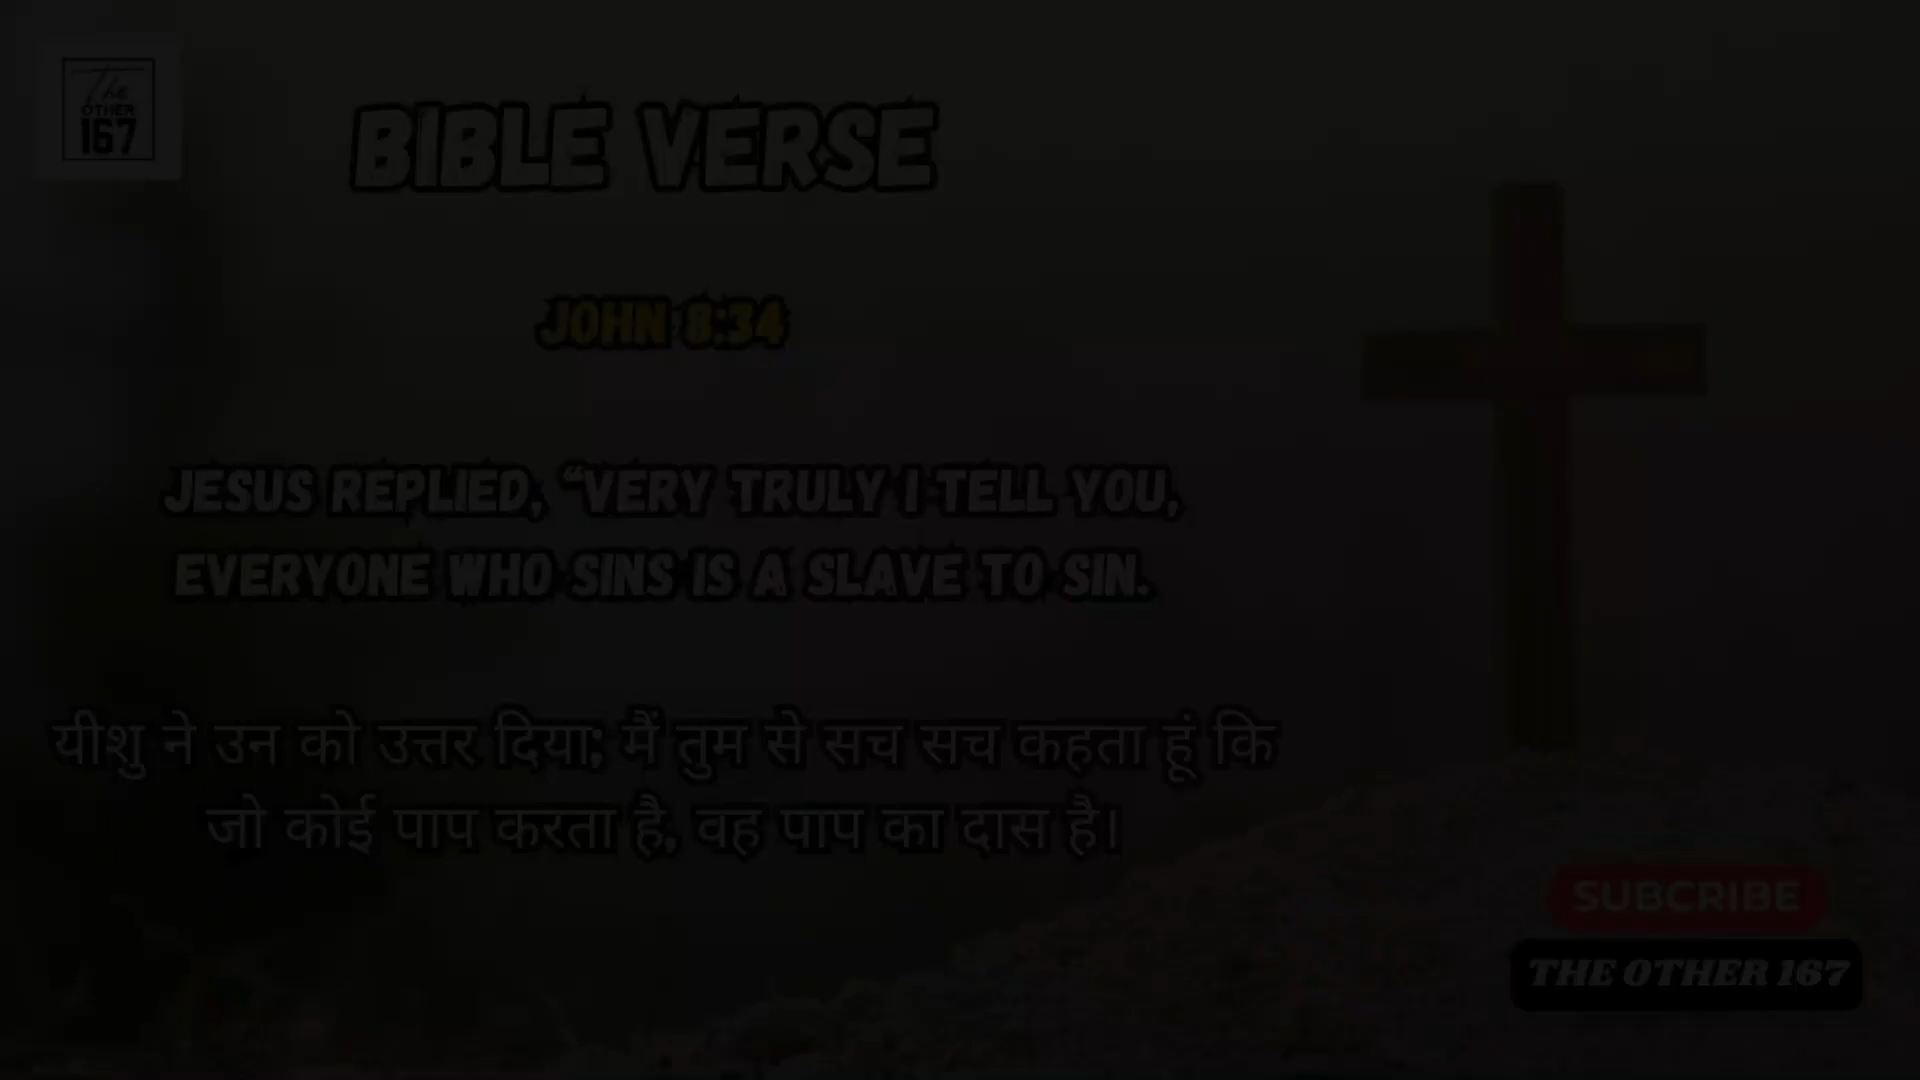 The
OTHER
167
BIBLE VERSE
JOHN 8:34
JESUS REPLIED, “VERY TRULY I TELL YOU,
EVERYONE WHO SINS IS A SLAVE TO SIN.
यीशु ने उन को उत्तर दिया; मैं तुम से सच सच कहता हूं कि
जो कोई पाप करता है, वह पाप का दास है।
SUBCRIBE
THE OTHER 167